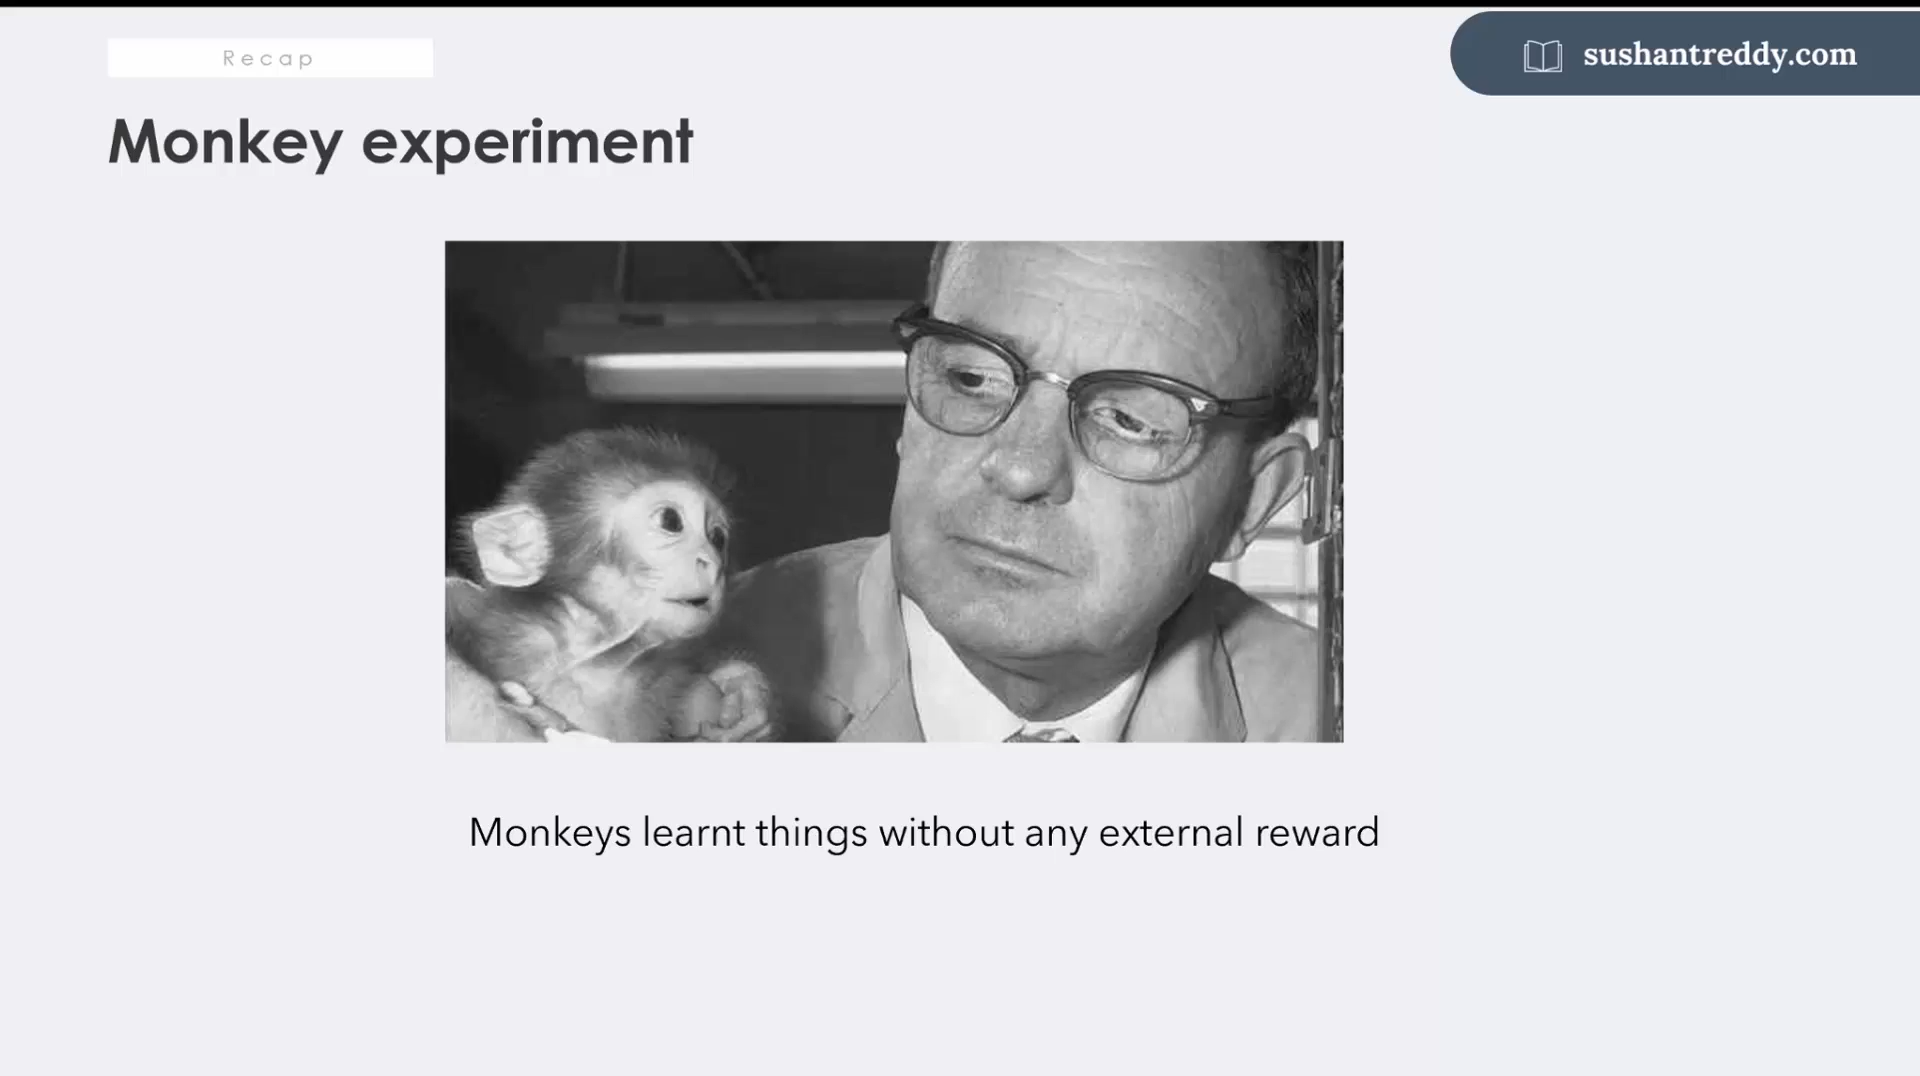 Recap
sushantreddy.com
Monkey experiment
Monkeys learnt things without any external reward